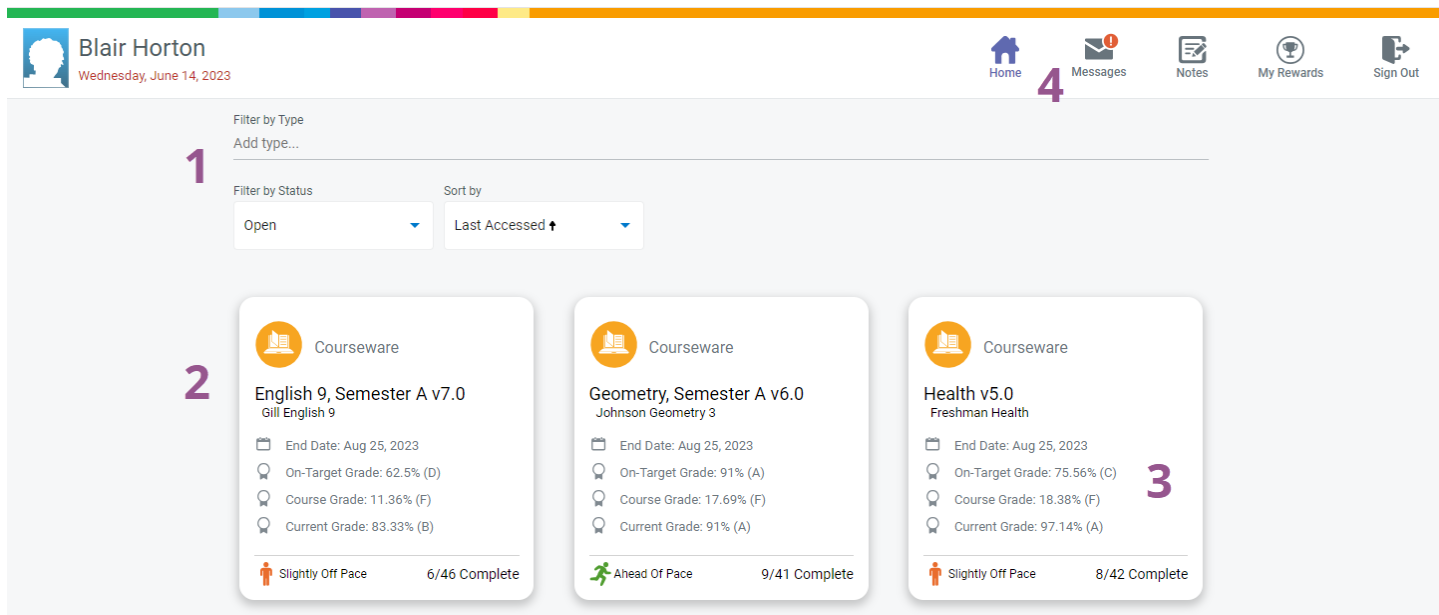 Blair Horton
Wednesday, June 14, 2023
Home
Messages
Notes
My Rewards
Sign Out
4
Filter by Type
Add type...
1
Filter by Status
Sort by
Open
Last Accessed
2
Courseware
English 9, Semester A v7.0
Gill English 9
End Date: Aug 25, 2023
On-Target Grade: 62.5% (D)
Course Grade: 11.36% (F)
Current Grade: 83.33% (B)
Slightly Off Pace 6/46 Complete
Courseware
Geometry, Semester A v6.0
Johnson Geometry 3
End Date: Aug 25, 2023
On-Target Grade: 91% (A)
Course Grade: 17.69% (F)
Current Grade: 91% (A)
Ahead Of Pace 9/41 Complete
Courseware
Health v5.0
Freshman Health
End Date: Aug 25, 2023
On-Target Grade: 75.56% (C)
3
Course Grade: 18.38% (F)
Current Grade: 97.14% (A)
Slightly Off Pace 8/42 Complete